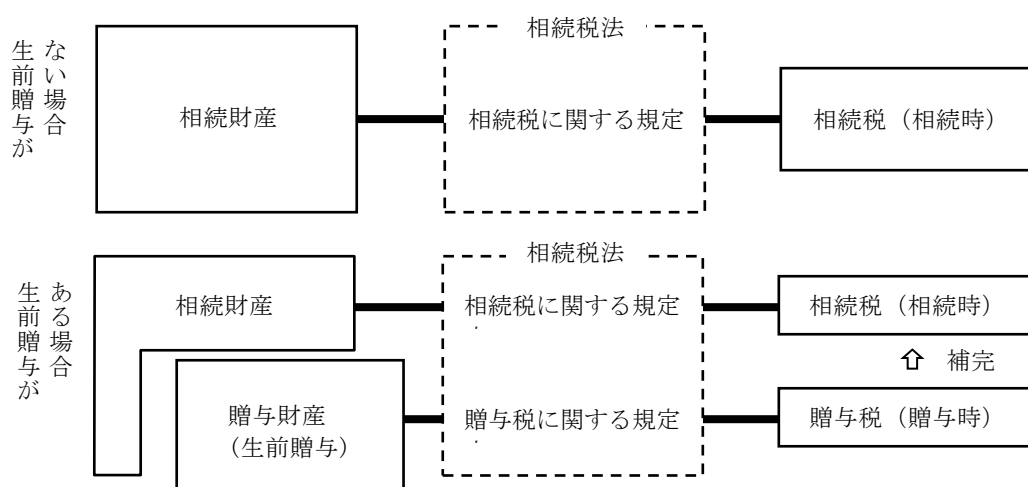 生前贈与が
ない場合
相続財産
相続税法
相続税に関する規定
相続税（相続時）
生前贈与が
ある場合
相続財産
相続税法
相続税に関する規定
相続税（相続時）
補完
贈与財産
（生前贈与）
贈与税に関する規定
贈与税（贈与時）